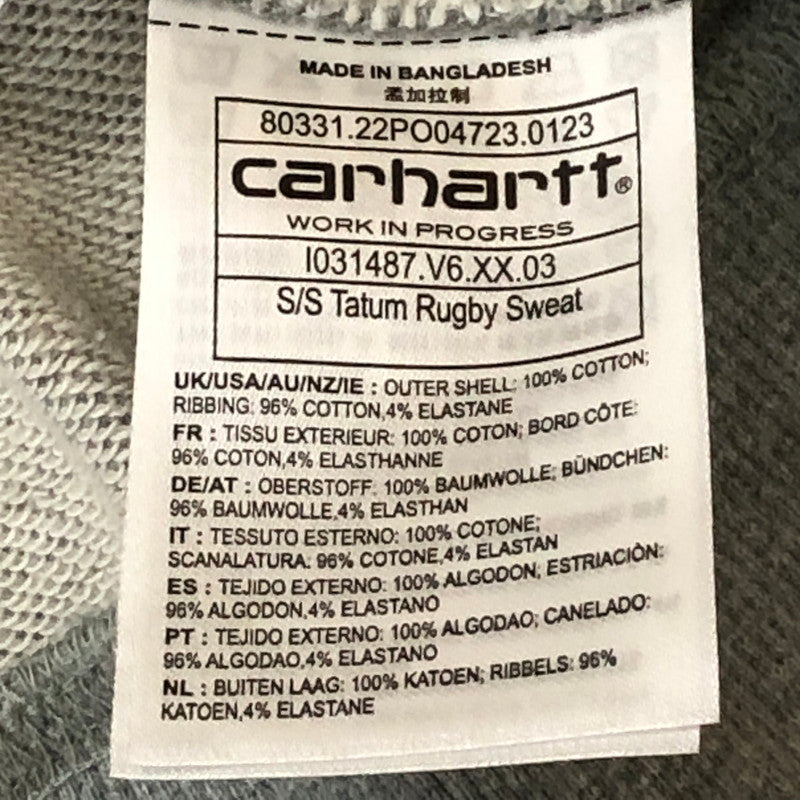 MADE IN BANGLADESH
孟加拉制
80331.22PO04723.0123
carhartt®
WORK IN PROGRESS
I031487.V6.XX.03
S/S Tatum Rugby Sweat
UK/USA/AU/NZ/IE : OUTER SHELL: 100% COTTON;
RIBBING: 96% COTTON,4% ELASTANE
FR : TISSU EXTERIEUR: 100% COTON; BORD CÔTE:
96% COTON,4% ELASTHANNE
DE/AT : OBERSTOFF: 100% BAUMWOLLE; BÜNDCHEN:
96% BAUMWOLLE,4% ELASTHAN
IT : TESSUTO ESTERNO: 100% COTONE;
SCANALATURA: 96% COTONE,4% ELASTAN
ES : TEJIDO EXTERNO: 100% ALGODON; ESTRIACIÒN:
96% ALGODON,4% ELASTANO
PT : TEJIDO EXTERNO: 100% ALGODAO; CANELADO:
96% ALGODAO,4% ELASTANO
NL : BUITEN LAAG: 100% KATOEN; RIBBELS: 96%
KATOEN,4% ELASTANE